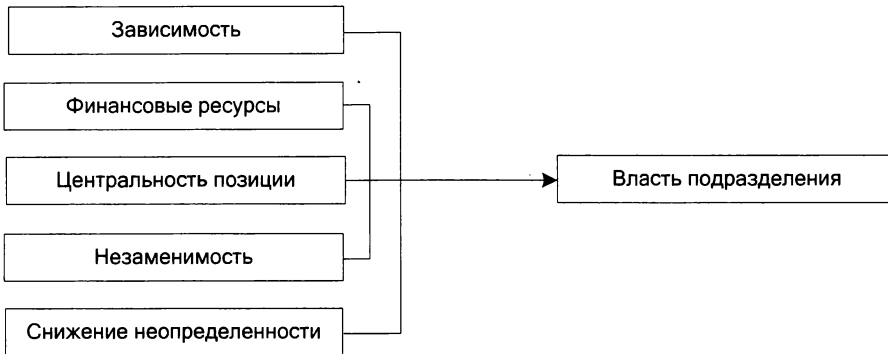 Зависимость
Финансовые ресурсы
Центральность позиции
Власть подразделения
Незаменимость
Снижение неопределенности